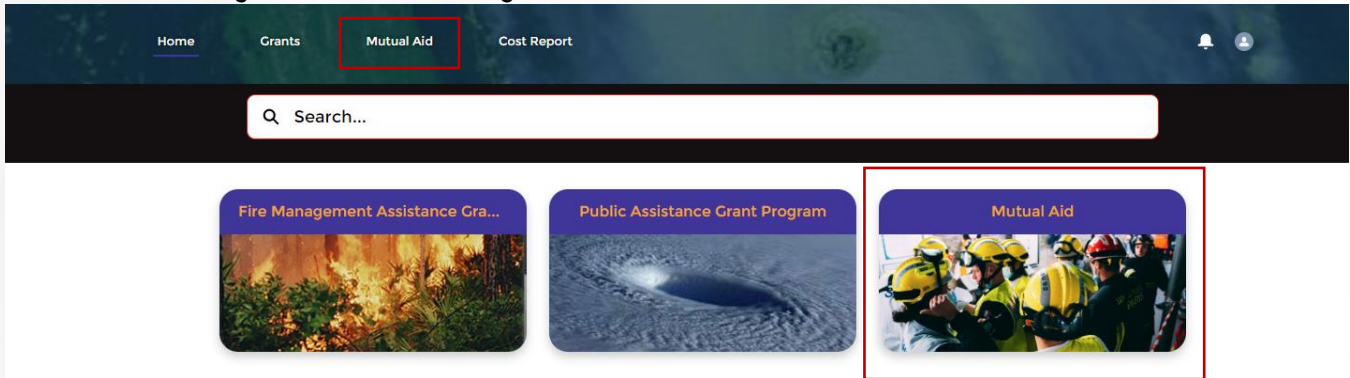 Home Grants Mutual Aid Cost Report
Search...
Fire Management Assistance Gra... Public Assistance Grant Program Mutual Aid